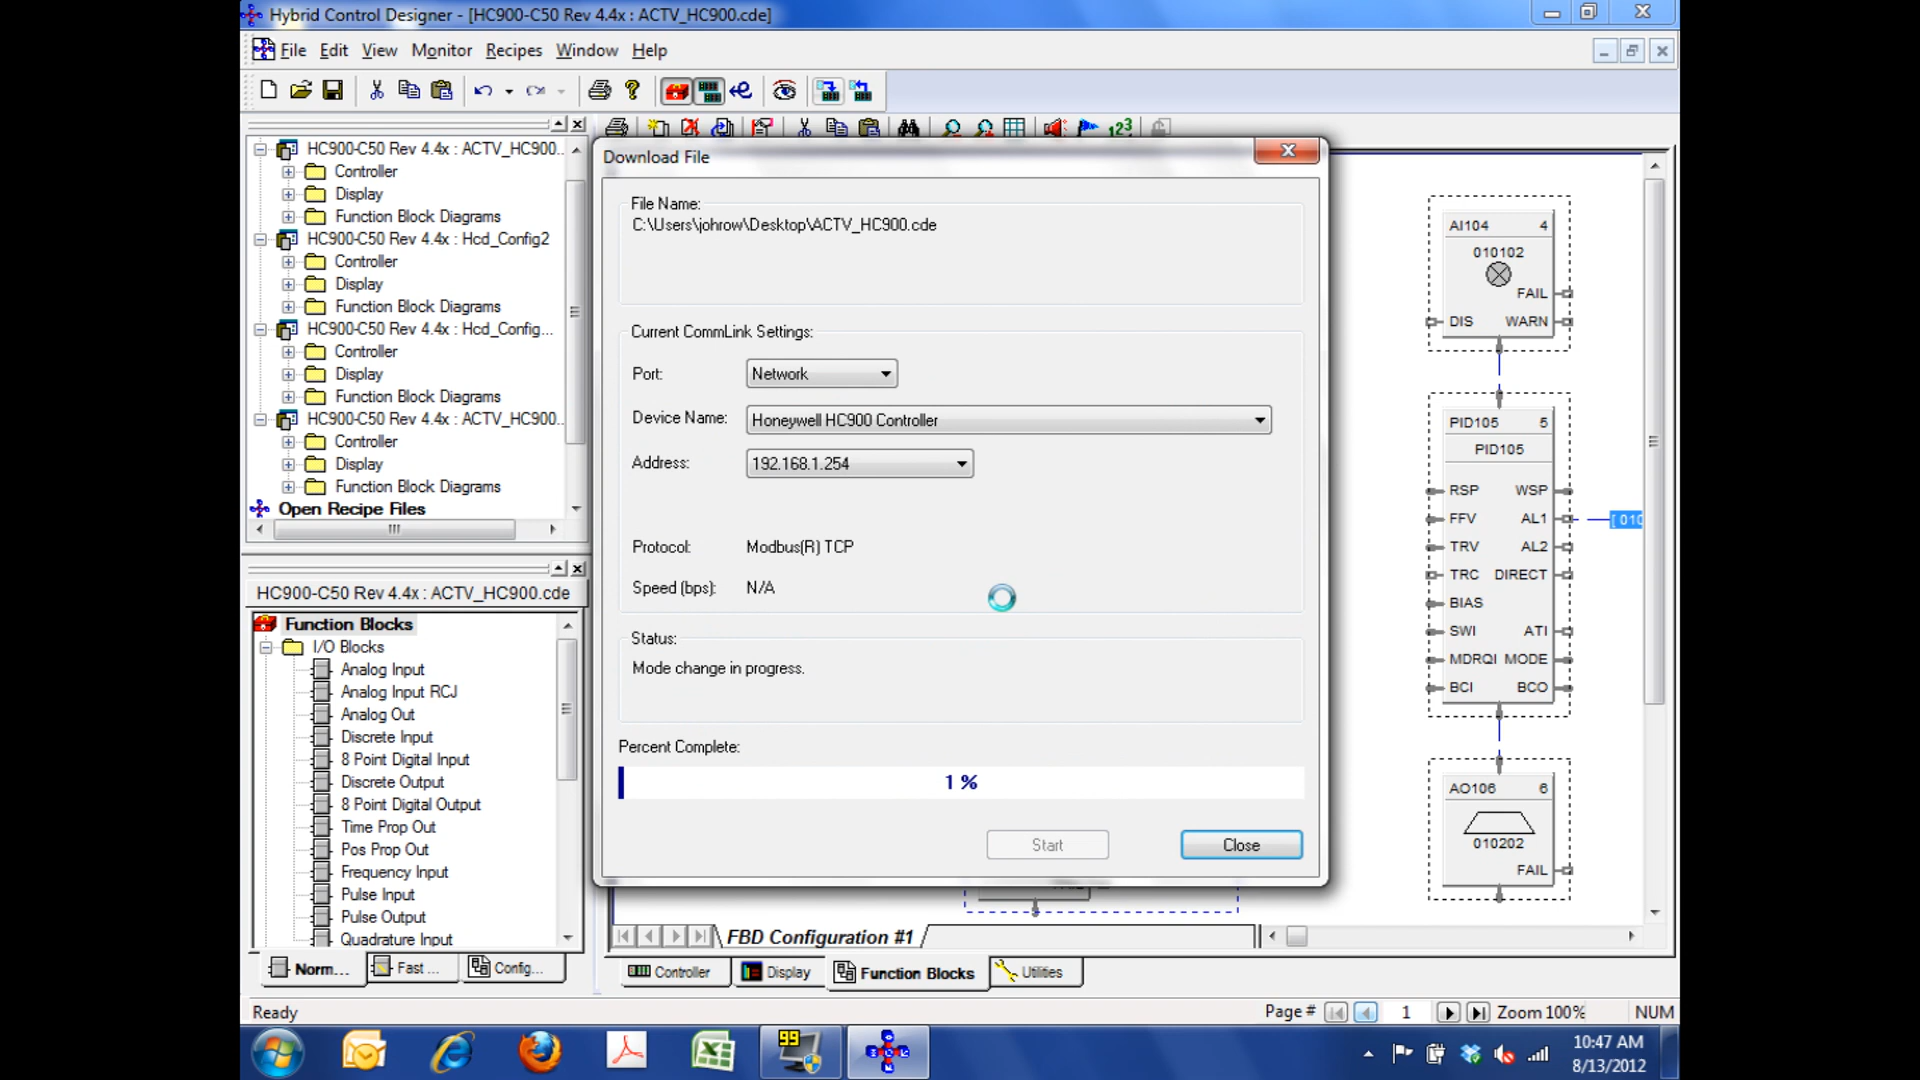 Hybrid Control Designer - [HC900-C50 Rev 4.4x : ACTV_HC900.cde]
File Edit View Monitor Recipes Window Help
HC900-C50 Rev 4.4x : ACTV_HC900...
Controller
Display
Function Block Diagrams
HC900-C50 Rev 4.4x : Hcd_Config2
Controller
Display
Function Block Diagrams
HC900-C50 Rev 4.4x : Hcd_Config...
Controller
Display
Function Block Diagrams
HC900-C50 Rev 4.4x : ACTV_HC900...
Controller
Display
Function Block Diagrams
Open Recipe Files
HC900-C50 Rev 4.4x : ACTV_HC900.cde
Function Blocks
I/O Blocks
Analog Input
Analog Input RCJ
Analog Out
Discrete Input
8 Point Digital Input
Discrete Output
8 Point Digital Output
Time Prop Out
Pos Prop Out
Frequency Input
Pulse Input
Pulse Output
Quadrature Input
Norm... Fast ... Config...
123
Download File
File Name:
C:\Users\johrow\Desktop\ACTV_HC900.cde
Current CommLink Settings:
Port: Network
Device Name: Honeywell HC900 Controller
Address: 192.168.1.254
Protocol: Modbus(R) TCP
Speed (bps): N/A
Status:
Mode change in progress.
Percent Complete:
1 %
Start Close
AI104 4
010102
FAIL
DIS WARN
PID105 5
PID105
RSP WSP
FFV AL1
[ 010
TRV AL2
TRC DIRECT
BIAS
SWI ATI
MDRQI MODE
BCI BCO
AO106 6
010202
FAIL
FBD Configuration #1
Controller Display Function Blocks Utilities
Ready
Page # 1 Zoom 100% NUM
99
10:47 AM
8/13/2012